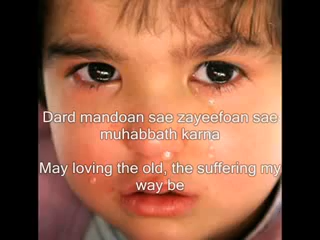 Dard mandoan sae zayeefoan sae
muhabbath karna
May loving the old, the suffering my
way be